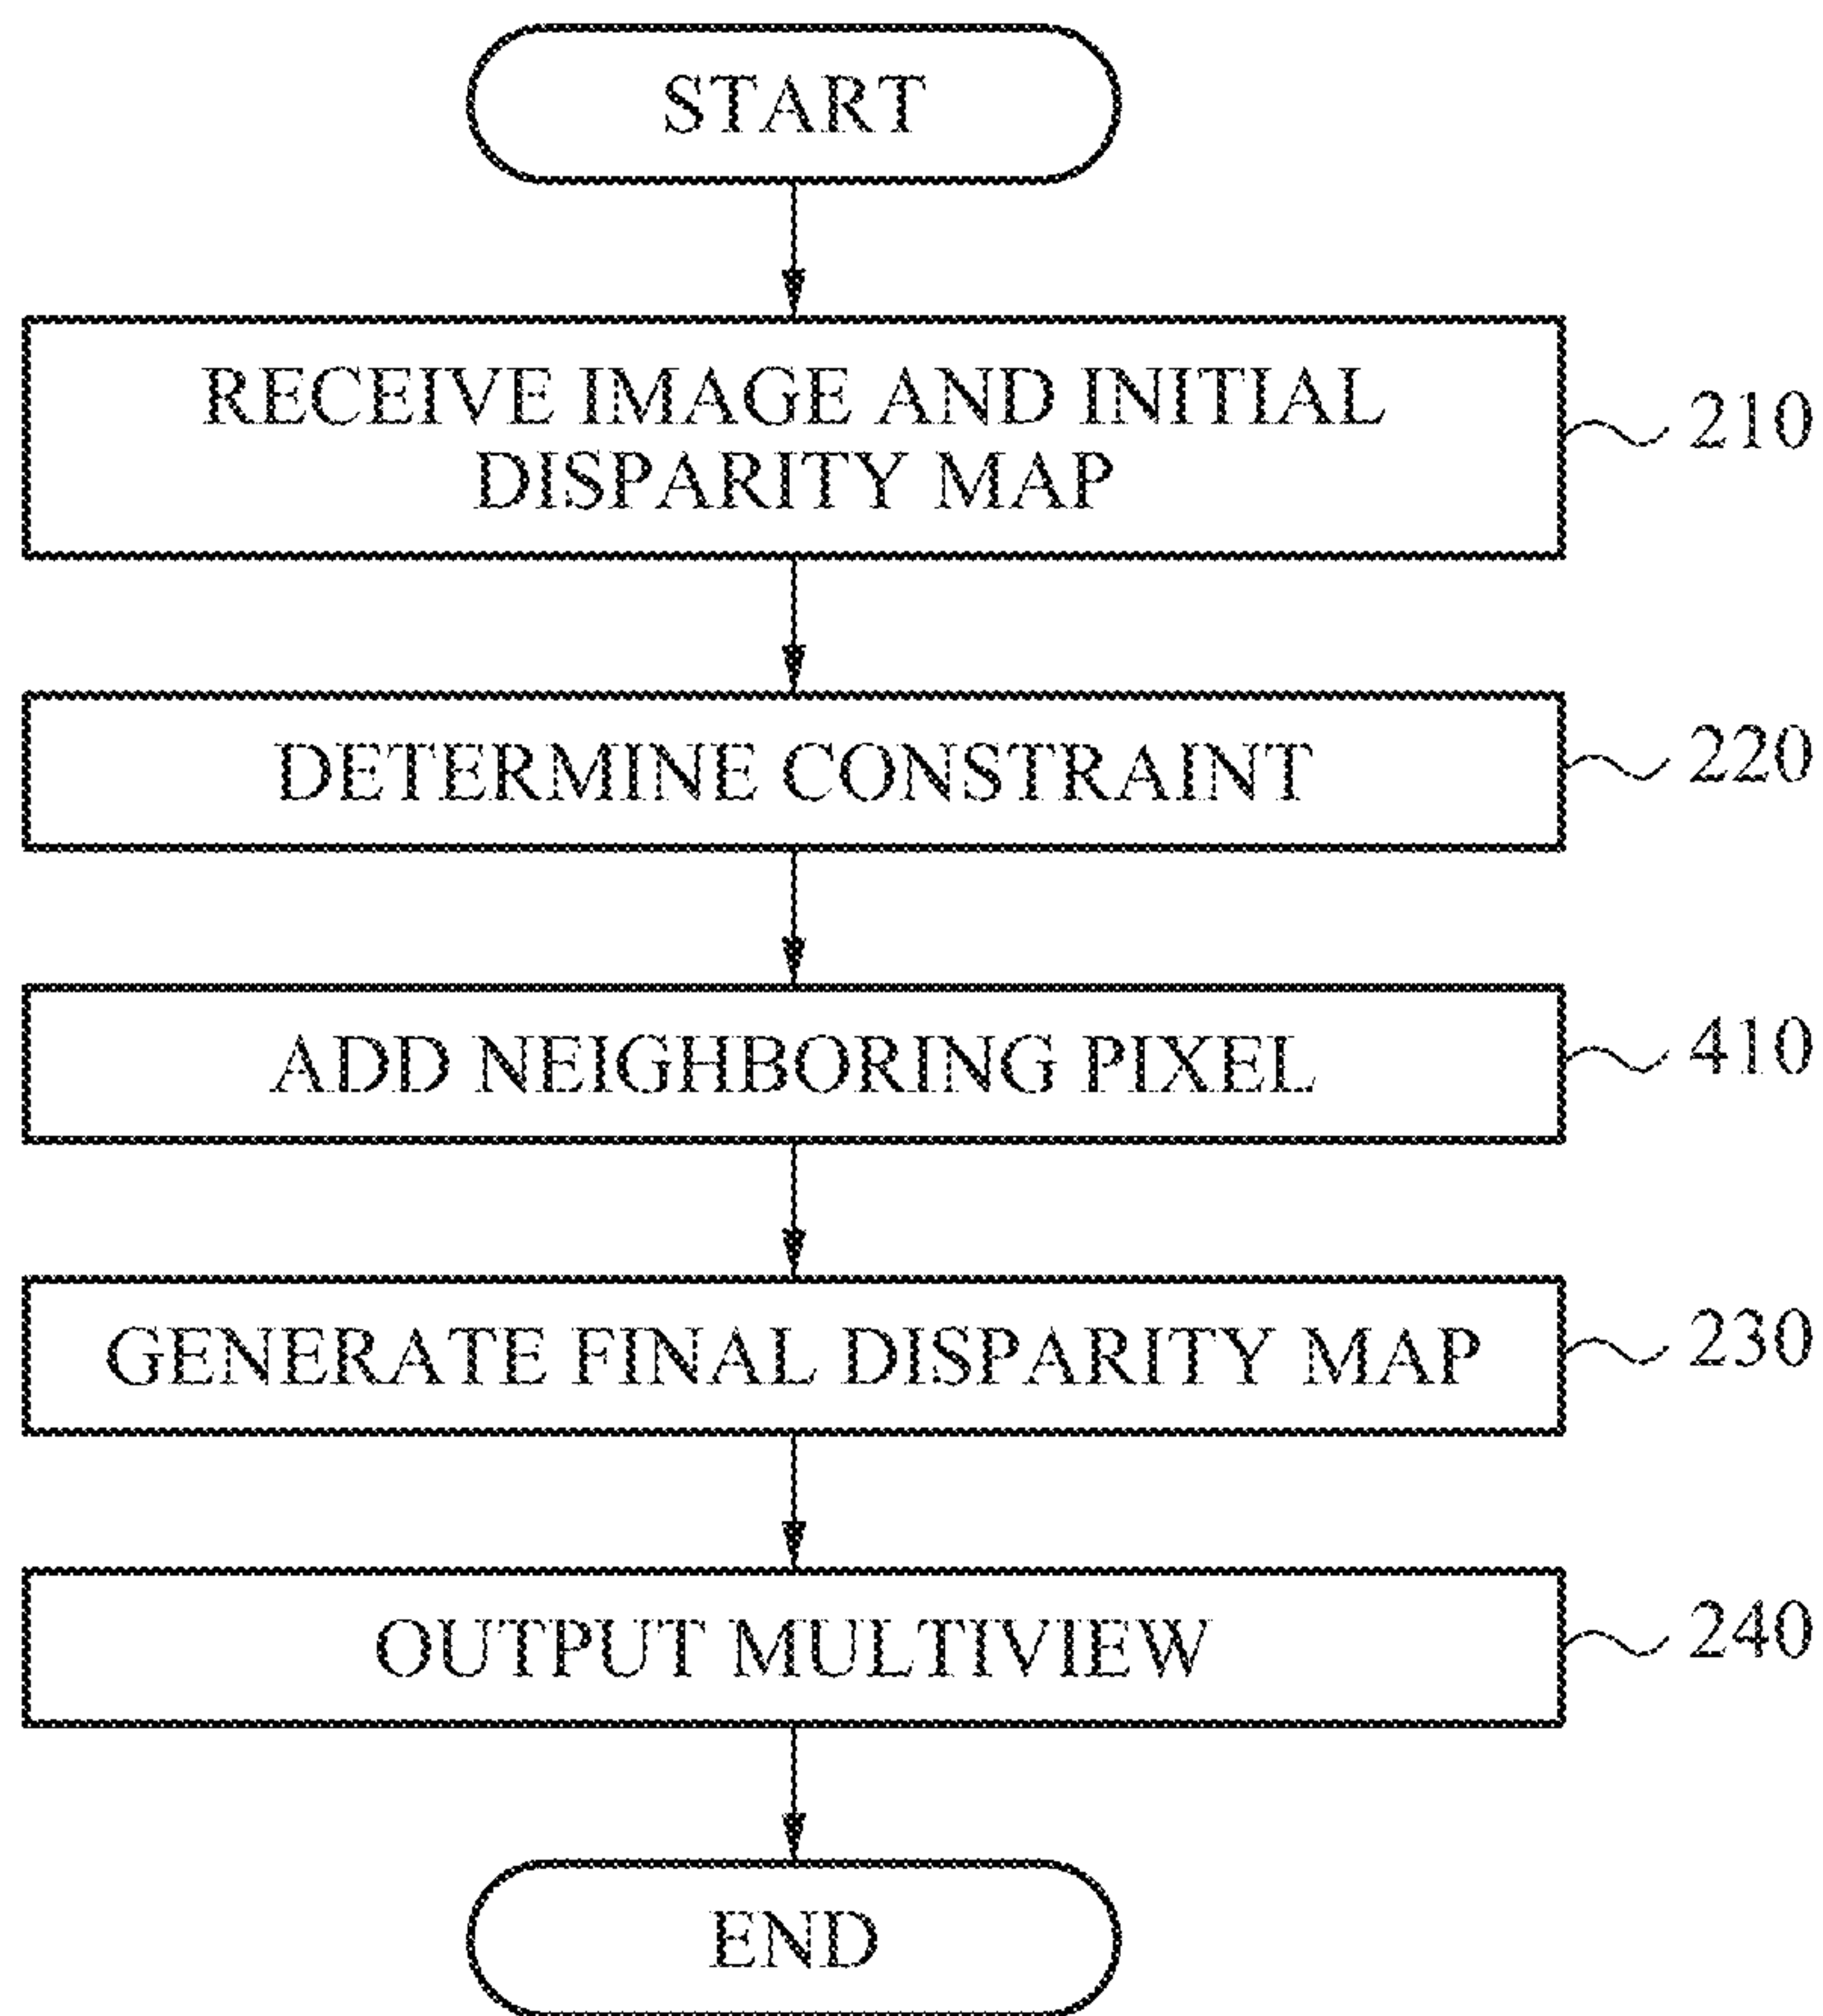 START
RECEIVE IMAGE AND INITIAL
DISPARITY MAP
210
DETERMINE CONSTRAINT
220
ADD NEIGHBORING PIXEL
410
GENERATE FINAL DISPARITY MAP
230
OUTPUT MULTIVIEW
240
END